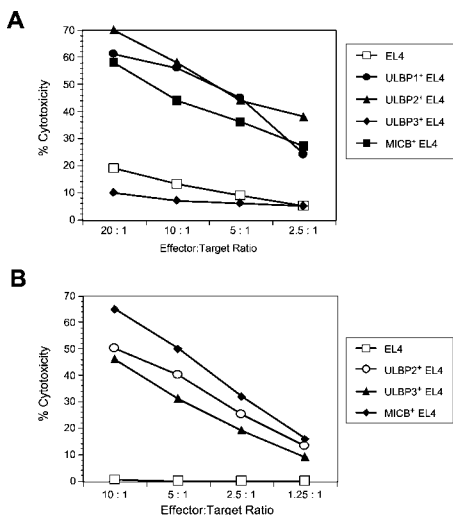 A
70
60
50
40
30
20
10
0
% Cytotoxicity
20 : 1
10 : 1
5 : 1
2.5 : 1
Effector:Target Ratio
EL4
ULBP1⁺ EL4
ULBP2⁺ EL4
ULBP3⁺ EL4
MICB⁺ EL4
B
70
60
50
40
30
20
10
0
% Cytotoxicity
10 : 1
5 : 1
2.5 : 1
1.25 : 1
Effector:Target Ratio
EL4
ULBP2⁺ EL4
ULBP3⁺ EL4
MICB⁺ EL4